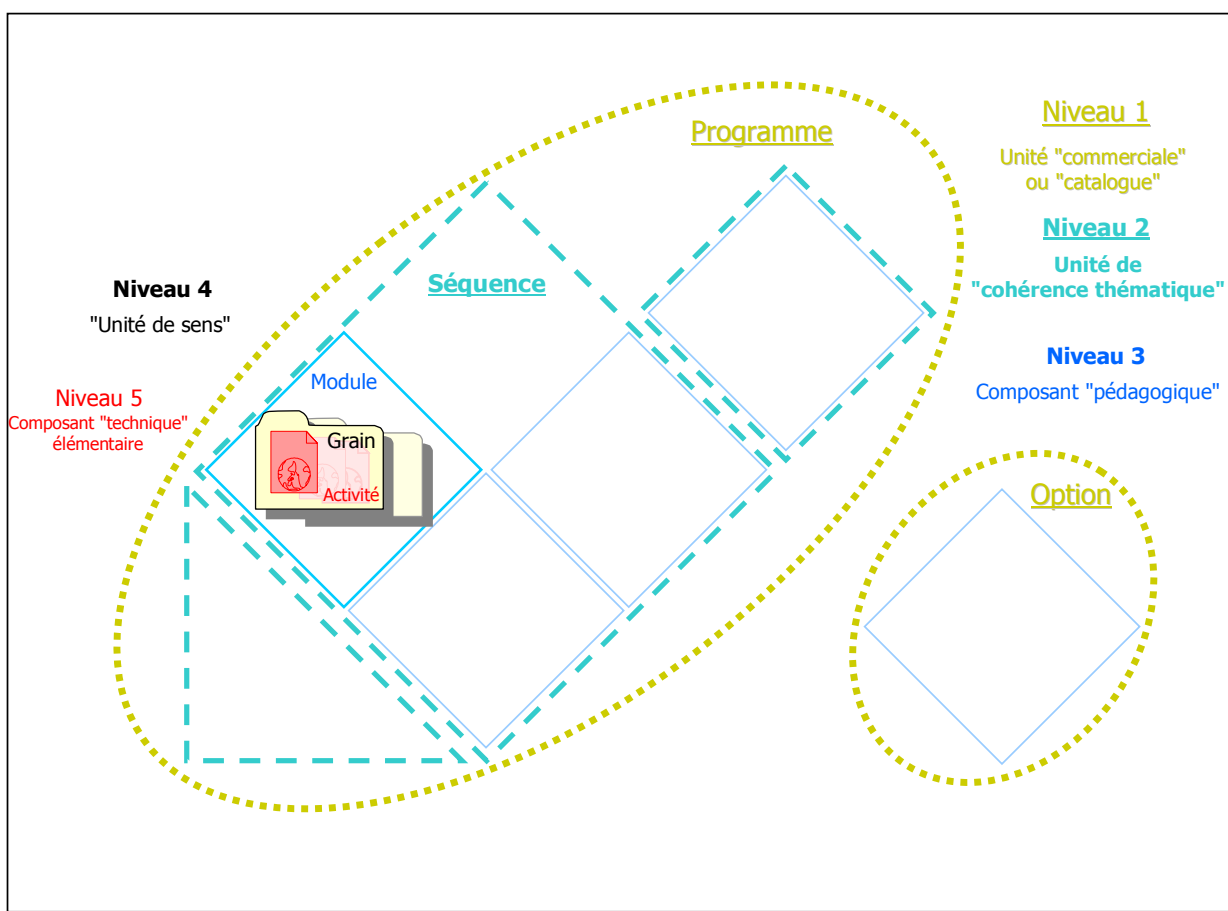 Programme
Niveau 1
Unité "commerciale"
ou "catalogue"
Niveau 2
Unité de
"cohérence thématique"
Niveau 3
Composant "pédagogique"
Séquence
Niveau 4
"Unité de sens"
Niveau 5
Composant "technique"
élémentaire
Module
Grain
Activité
Option